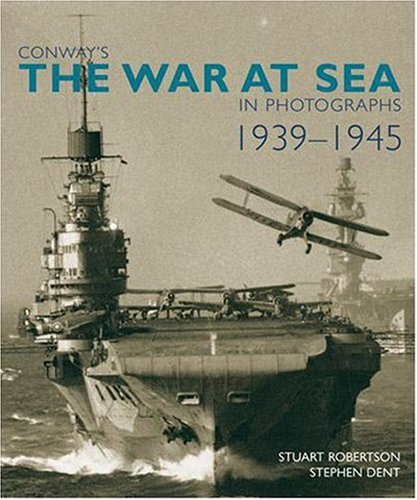 CONWAY'S
THE WAR AT SEA
IN PHOTOGRAPHS
1939–1945
STUART ROBERTSON
STEPHEN DENT